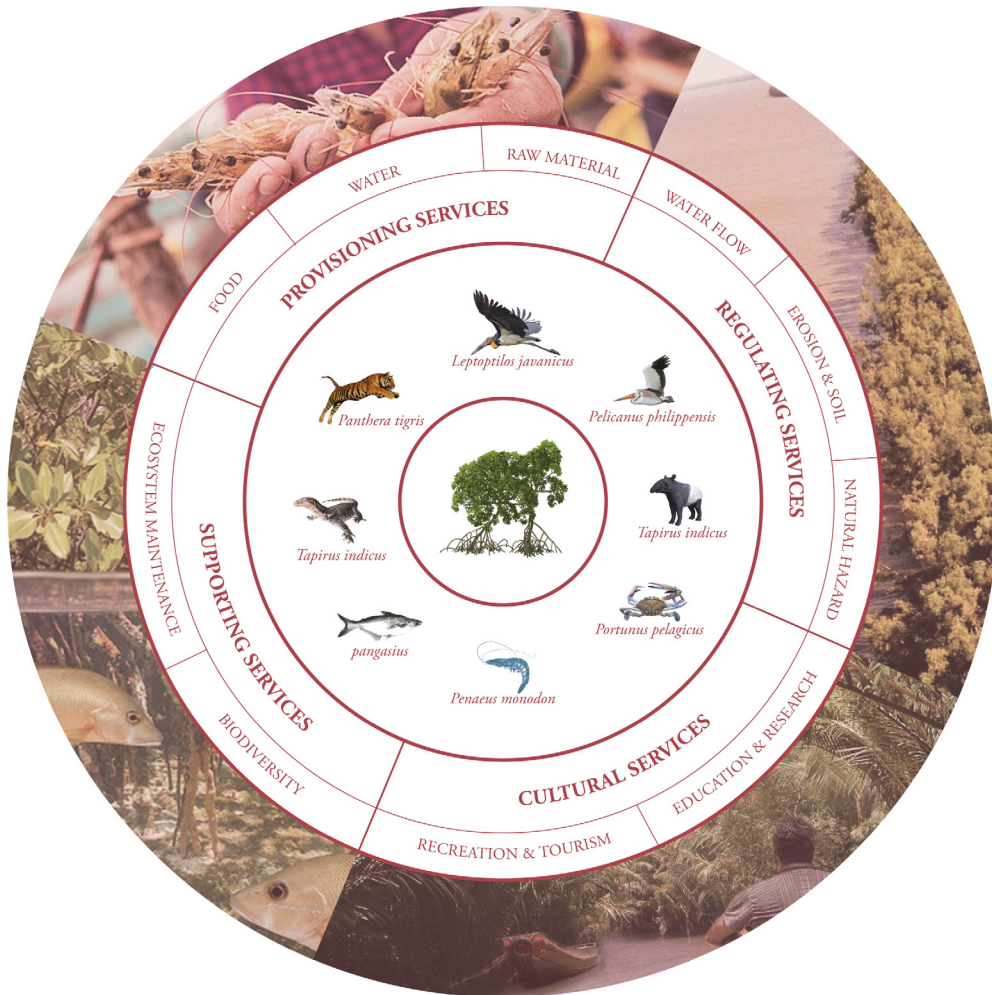 RAW MATERIAL
WATER
FOOD
PROVISIONING SERVICES
WATER FLOW
EROSION & SOIL
NATURAL HAZARD
REGULATING SERVICES
EDUCATION & RESEARCH
RECREATION & TOURISM
CULTURAL SERVICES
BIODIVERSITY
ECOSYSTEM MAINTENANCE
SUPPORTING SERVICES
Leptoptilos javanicus
Panthera tigris
Pelicanus philippensis
Tapirus indicus
Tapirus indicus
Portunus pelagicus
pangasius
Penaeus monodon